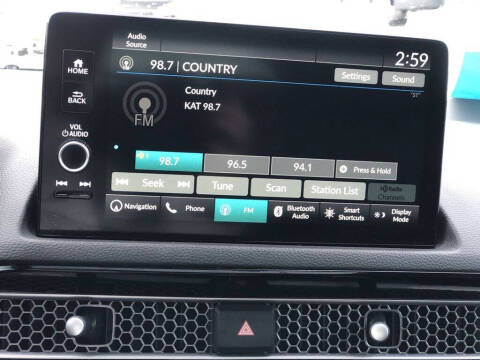 Audio
Source
2:59
98.7 | COUNTRY
Settings
Sound
HOME
BACK
VOL
AUDIO
FM
Country
KAT 98.7
98.7
96.5
94.1
Press & Hold
Seek
Tune
Scan
Station List
Radio
Channels
Navigation
Phone
FM
Bluetooth
Audio
Smart
Shortcuts
Display
Mode